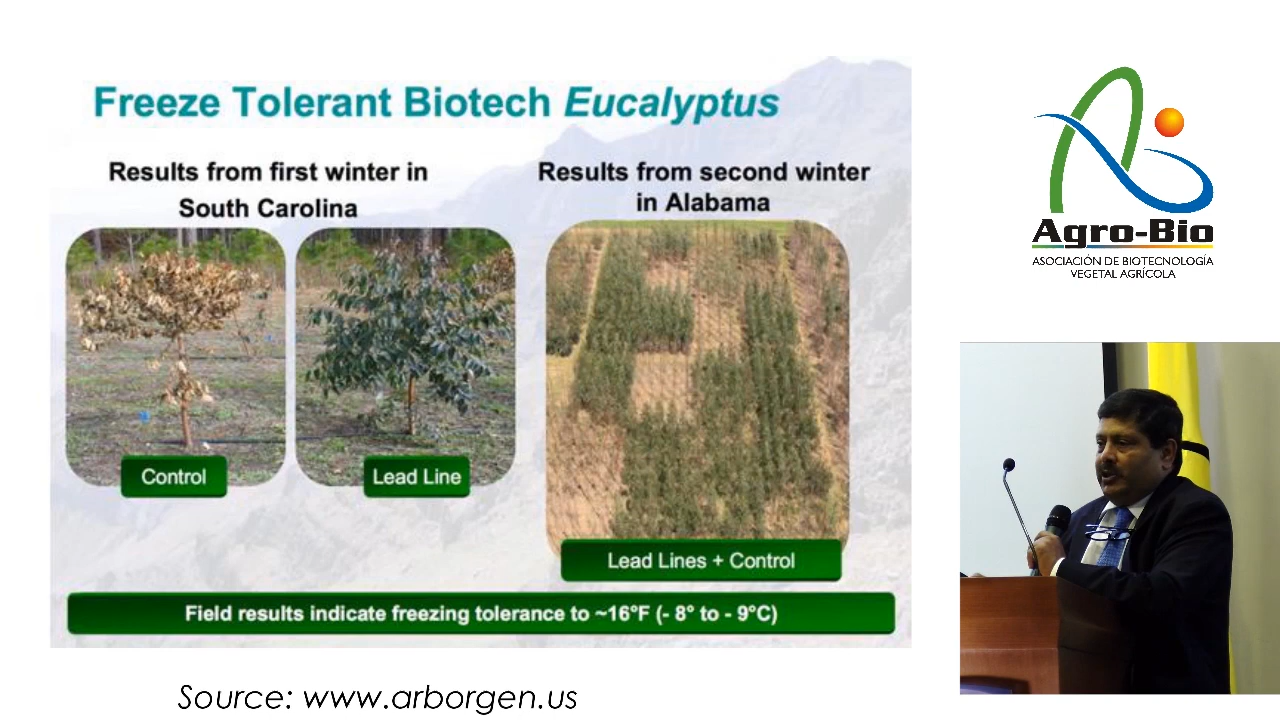 Freeze Tolerant Biotech Eucalyptus
Results from first winter in
South Carolina
Results from second winter
in Alabama
Control
Lead Line
Lead Lines + Control
Field results indicate freezing tolerance to ~16°F (- 8° to - 9°C)
Source: www.arborgen.us
Agro-Bio
ASOCIACIÓN DE BIOTECNOLOGÍA
VEGETAL AGRÍCOLA